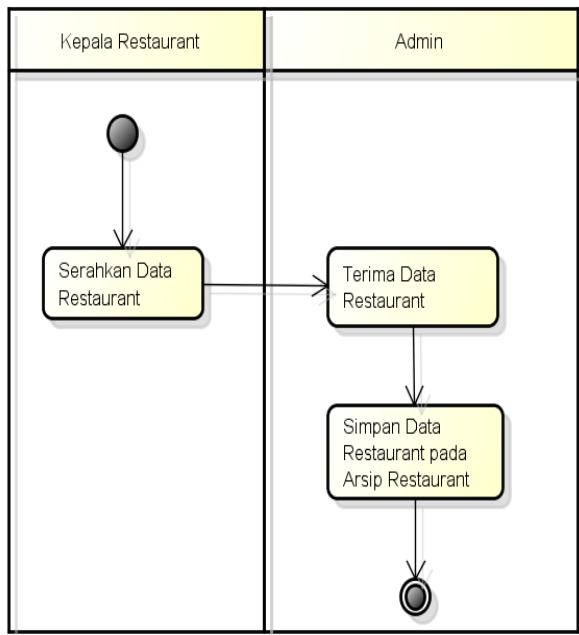 Kepala Restaurant
Admin
Serahkan Data
Restaurant
Terima Data
Restaurant
Simpan Data
Restaurant pada
Arsip Restaurant